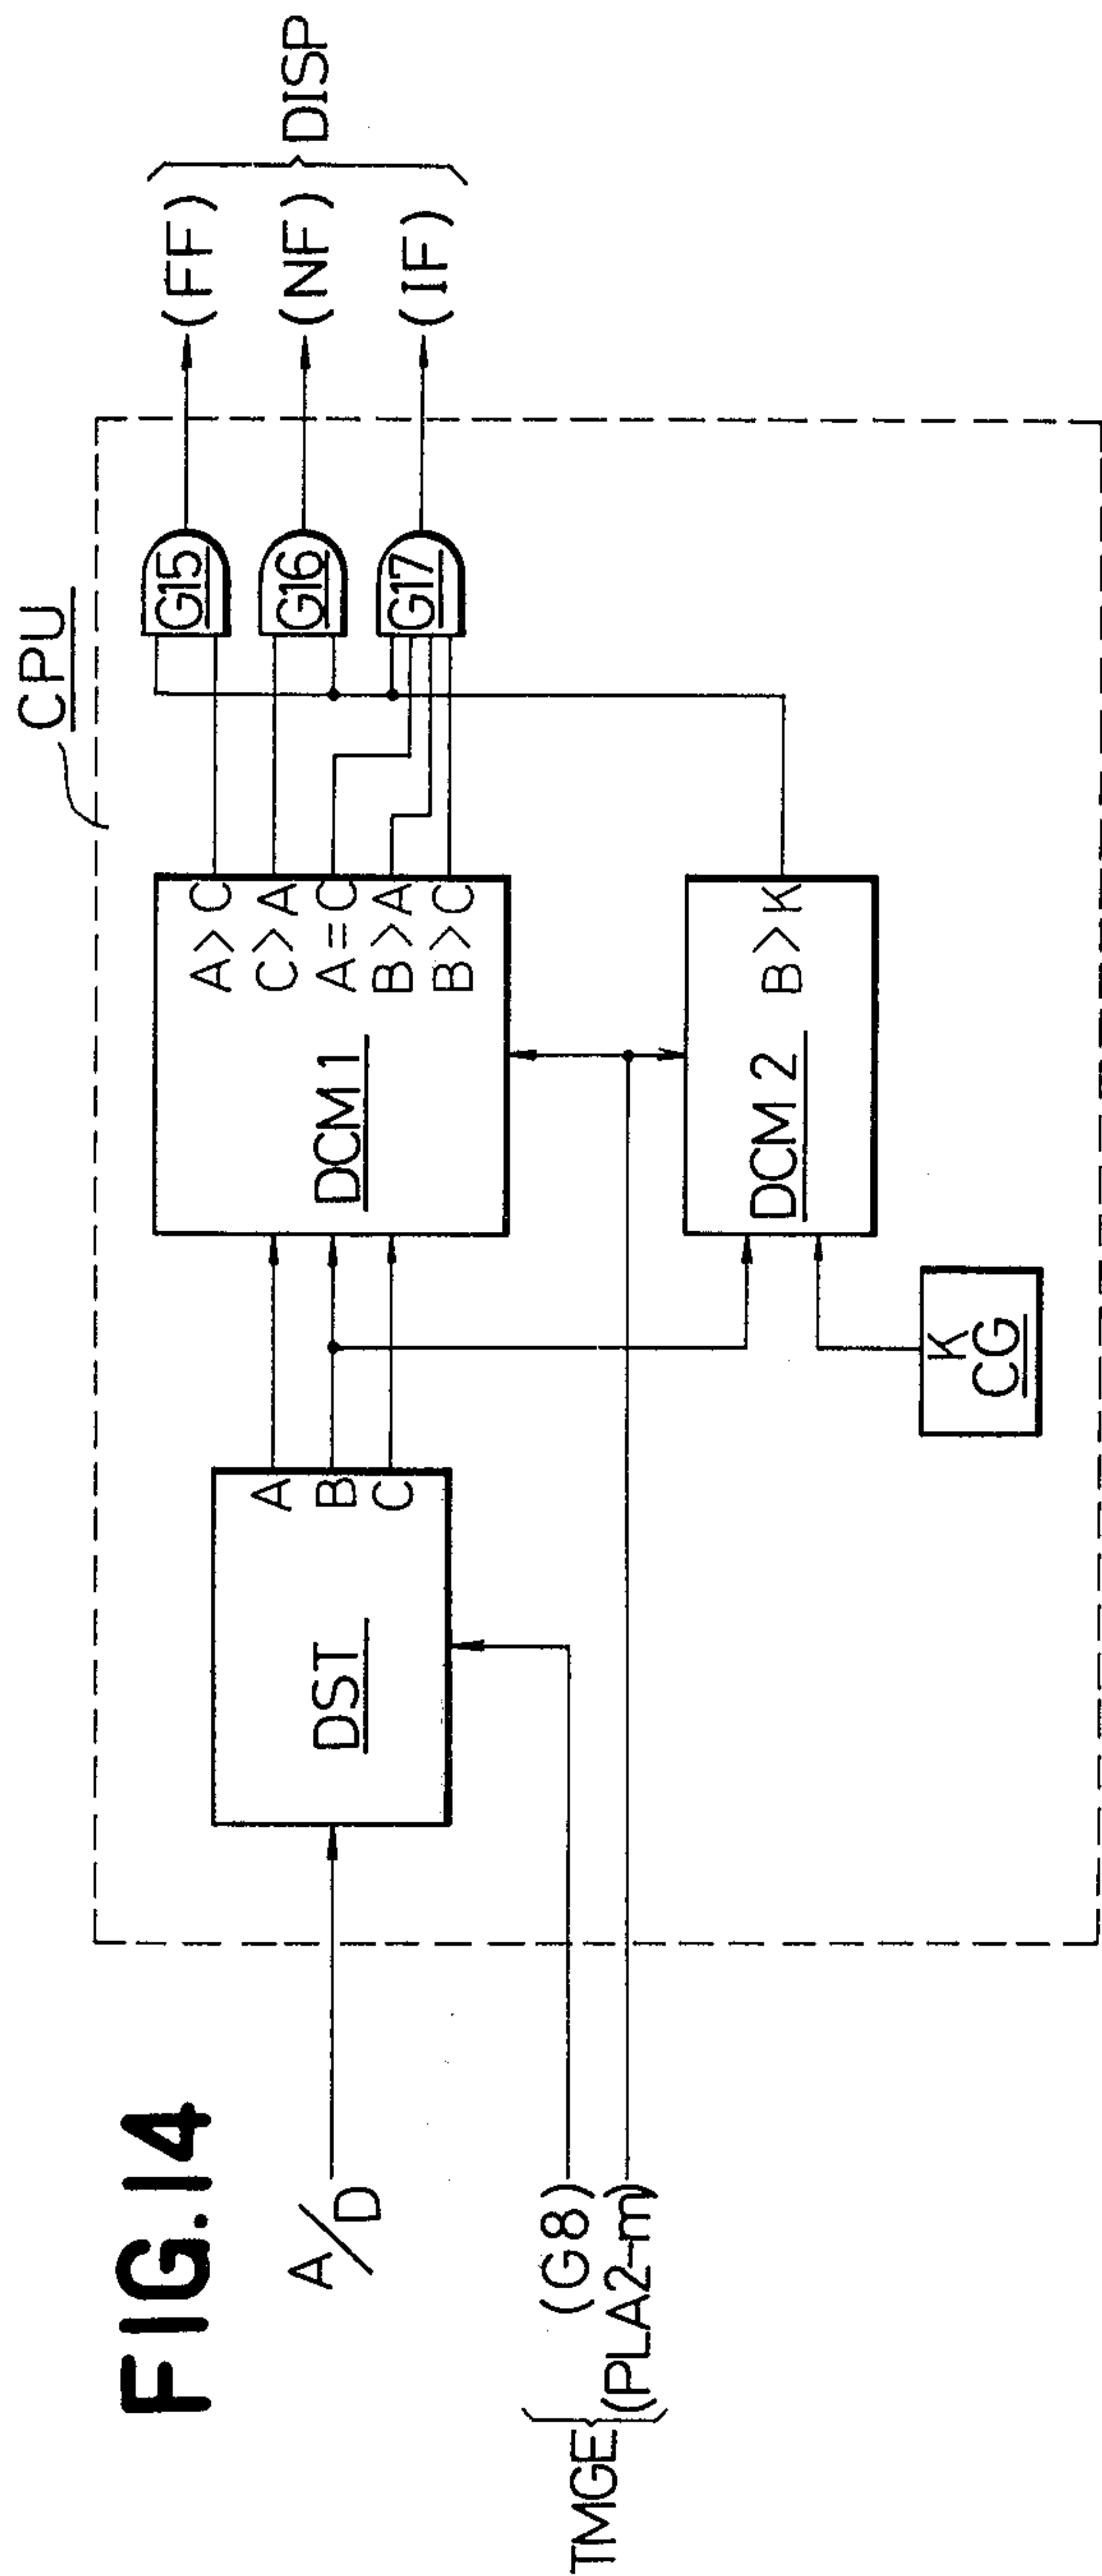 FIG.14
CPU
A/D
TMGE
(G8)
(PLA2-m)
DST
A
B
C
DCM1
A>C
C>A
A=C
B>A
B>C
DCM2
B>K
K
CG
G15
G16
G17
(FF)
(NF)
(IF)
DISP